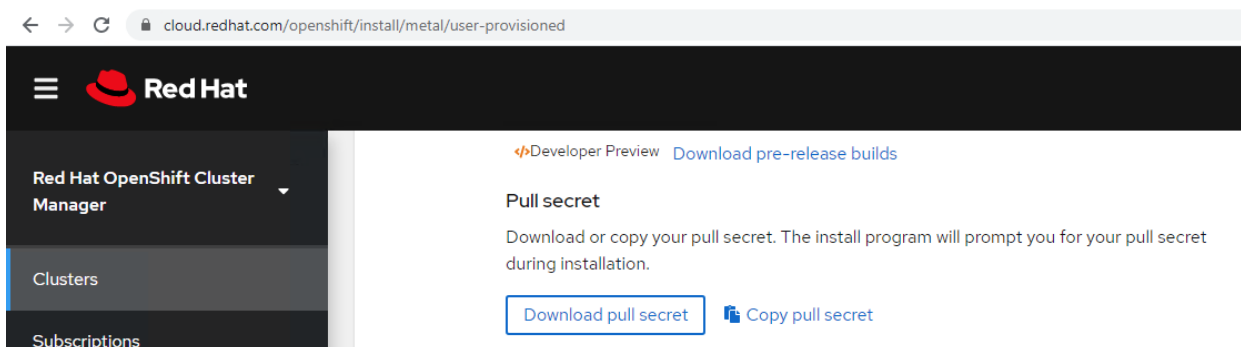 cloud.redhat.com/openshift/install/metal/user-provisioned
Red Hat
Red Hat OpenShift Cluster
Manager
Clusters
Subscriptions
Developer Preview Download pre-release builds
Pull secret
Download or copy your pull secret. The install program will prompt you for your pull secret
during installation.
Download pull secret Copy pull secret